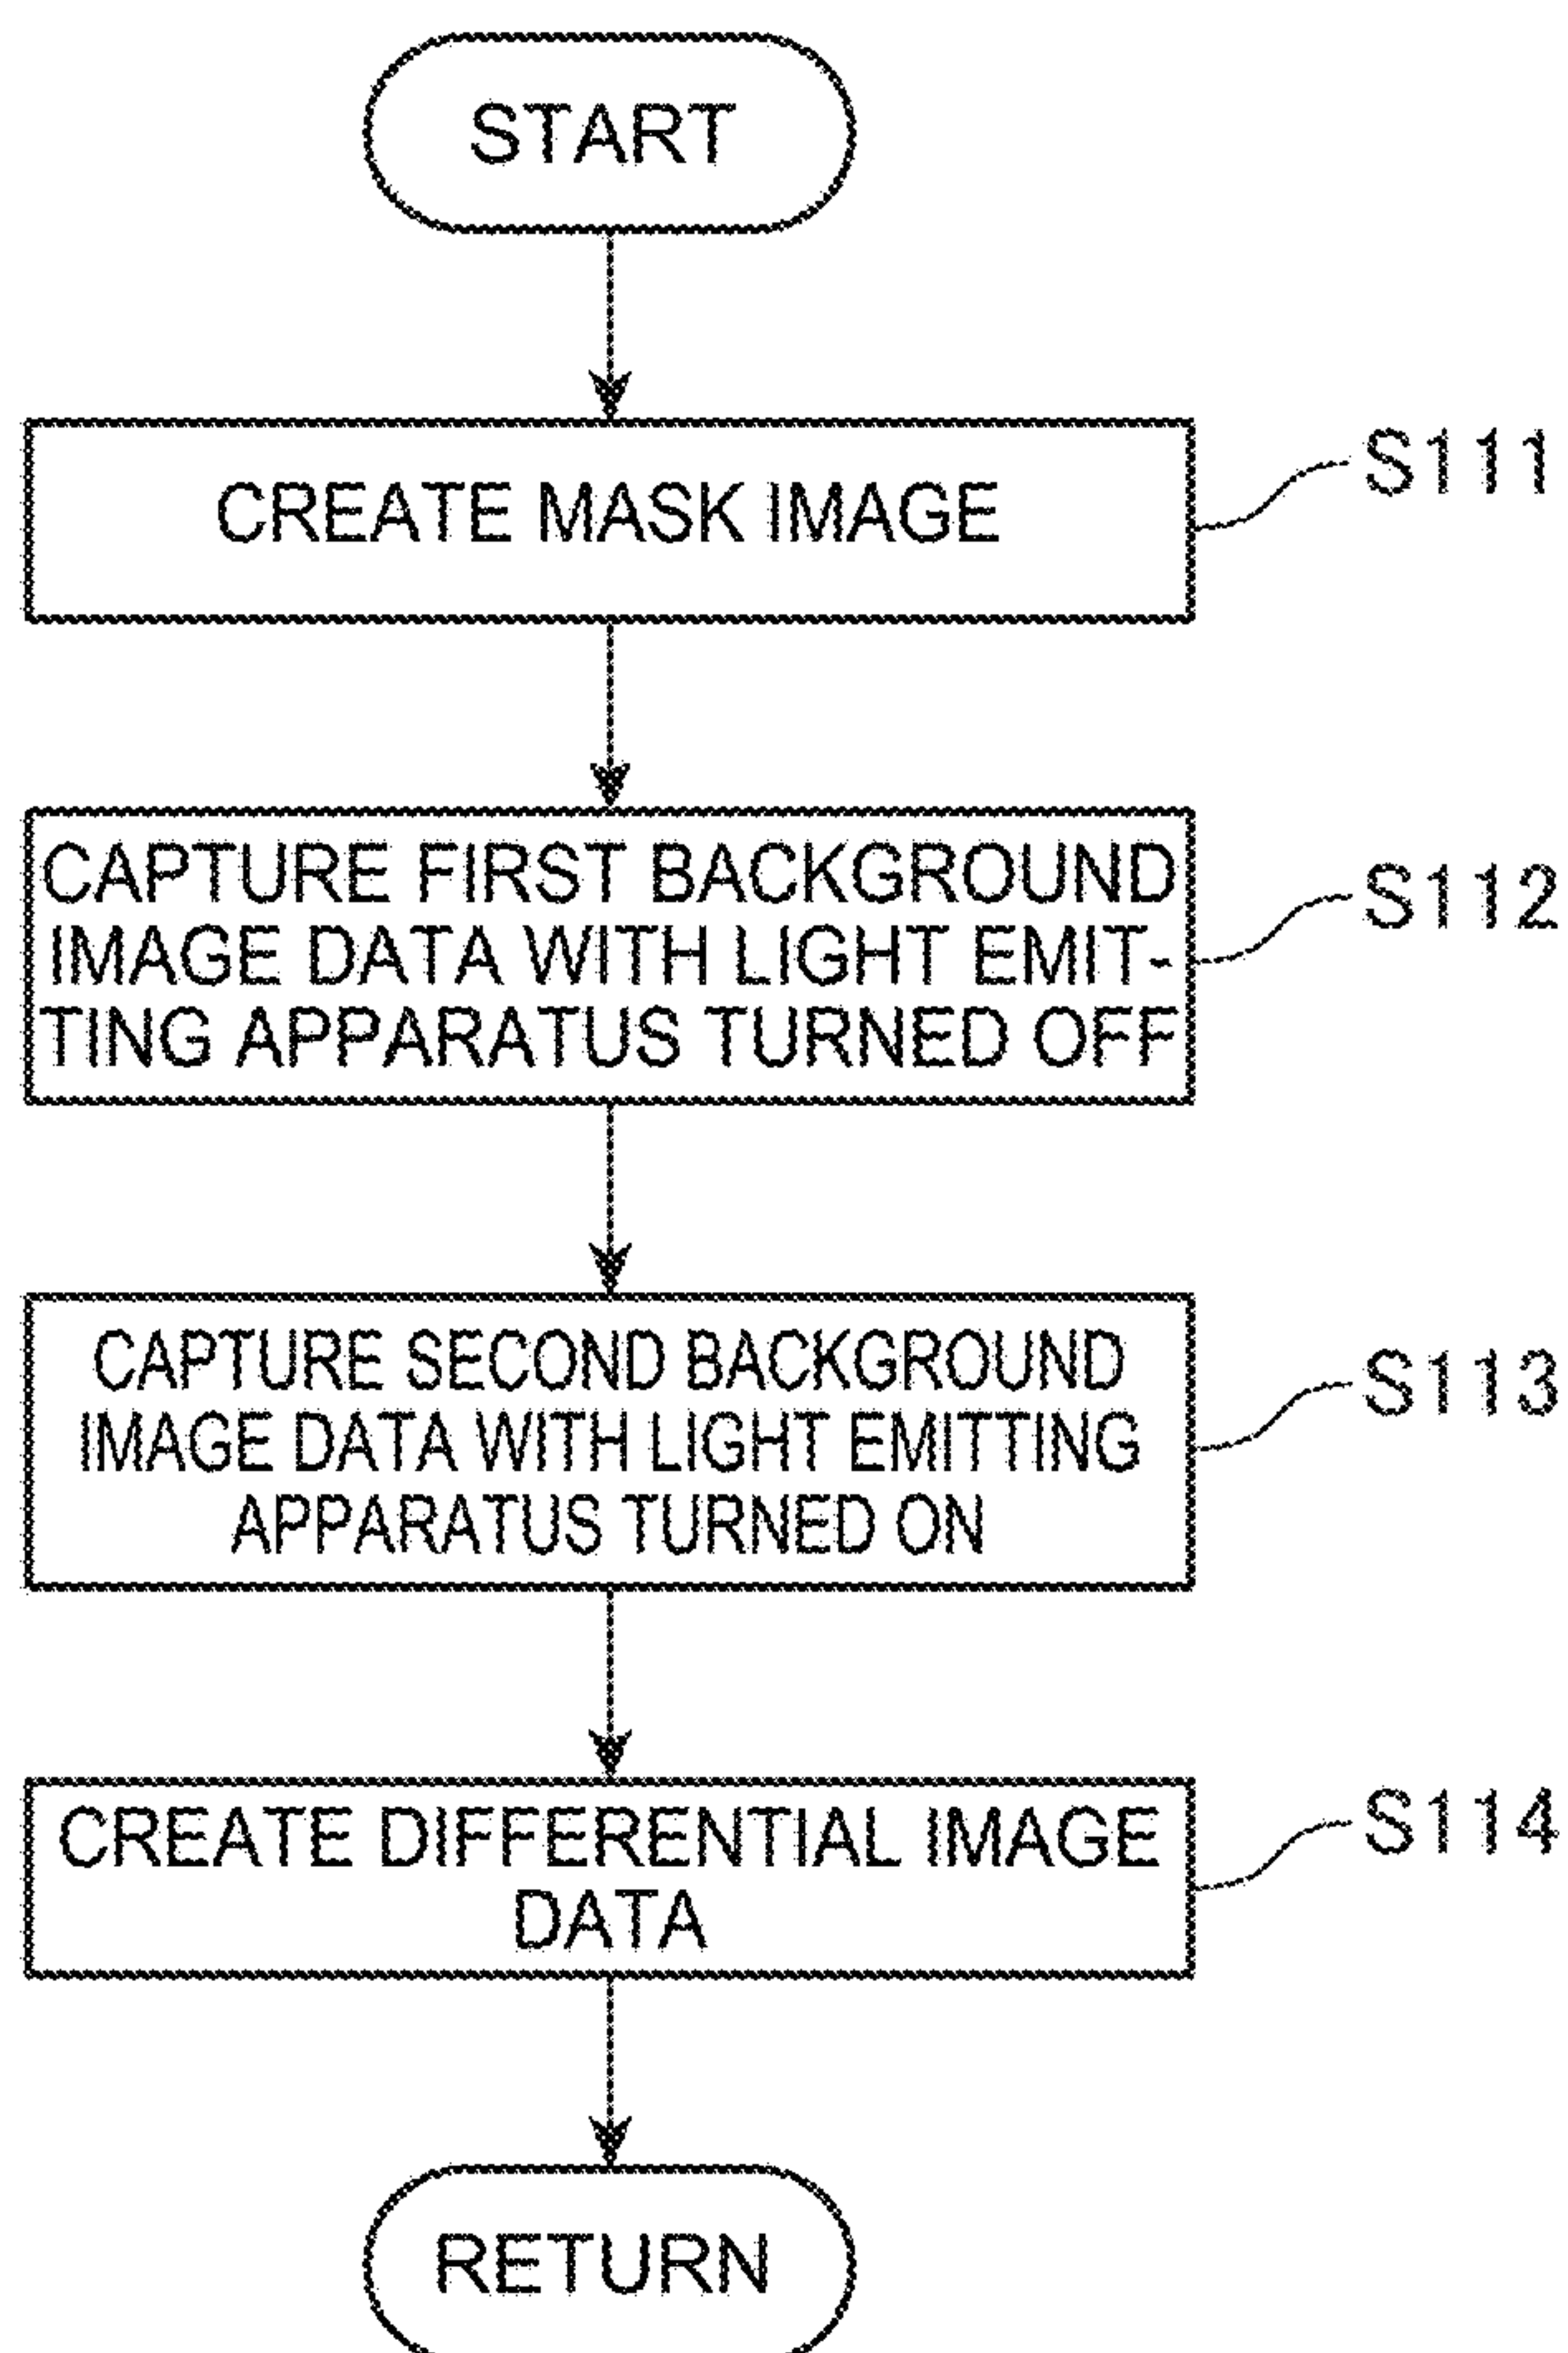 START
CREATE MASK IMAGE
S111
CAPTURE FIRST BACKGROUND
IMAGE DATA WITH LIGHT EMIT-
TING APPARATUS TURNED OFF
S112
CAPTURE SECOND BACKGROUND
IMAGE DATA WITH LIGHT EMITTING
APPARATUS TURNED ON
S113
CREATE DIFFERENTIAL IMAGE
DATA
S114
RETURN